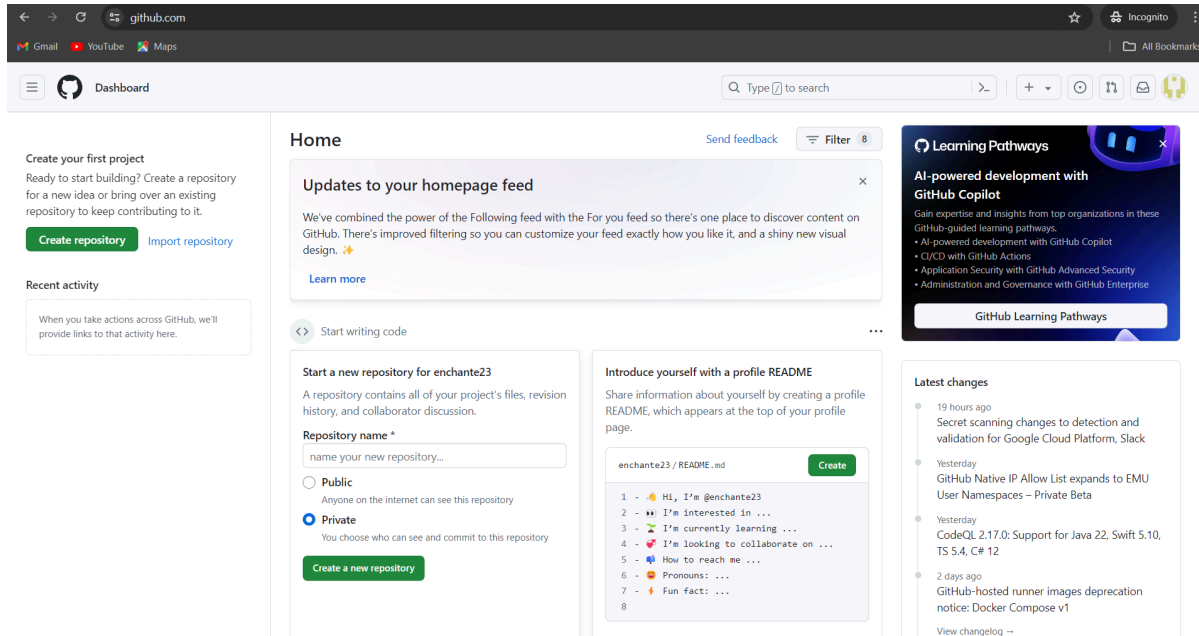 github.com
Incognito
Gmail
YouTube
Maps
All Bookmarks
Dashboard
Type / to search
Create your first project
Ready to start building? Create a repository
for a new idea or bring over an existing
repository to keep contributing to it.
Create repository
Import repository
Recent activity
When you take actions across GitHub, we'll
provide links to that activity here.
Home
Send feedback
Filter 8
Updates to your homepage feed
We've combined the power of the Following feed with the For you feed so there's one place to discover content on
GitHub. There's improved filtering so you can customize your feed exactly how you like it, and a shiny new visual
design. ✨
Learn more
Start writing code
Start a new repository for enchante23
A repository contains all of your project's files, revision
history, and collaborator discussion.
Repository name *
name your new repository...
Public
Anyone on the internet can see this repository
Private
You choose who can see and commit to this repository
Create a new repository
Introduce yourself with a profile README
Share information about yourself by creating a profile
README, which appears at the top of your profile
page.
enchante23 / README.md
Create
1 - 👋 Hi, I'm @enchante23
2 - 👀 I'm interested in ...
3 - 🌱 I'm currently learning ...
4 - 💞️ I'm looking to collaborate on ...
5 - 📫 How to reach me ...
6 - 😄 Pronouns: ...
7 - ⚡ Fun fact: ...
8
Learning Pathways
AI-powered development with
GitHub Copilot
Gain expertise and insights from top organizations in these
GitHub-guided learning pathways.
• AI-powered development with GitHub Copilot
• CI/CD with GitHub Actions
• Application Security with GitHub Advanced Security
• Administration and Governance with GitHub Enterprise
GitHub Learning Pathways
Latest changes
19 hours ago
Secret scanning changes to detection and
validation for Google Cloud Platform, Slack
Yesterday
GitHub Native IP Allow List expands to EMU
User Namespaces – Private Beta
Yesterday
CodeQL 2.17.0: Support for Java 22, Swift 5.10,
TS 5.4, C# 12
2 days ago
GitHub-hosted runner images deprecation
notice: Docker Compose v1
View changelog →